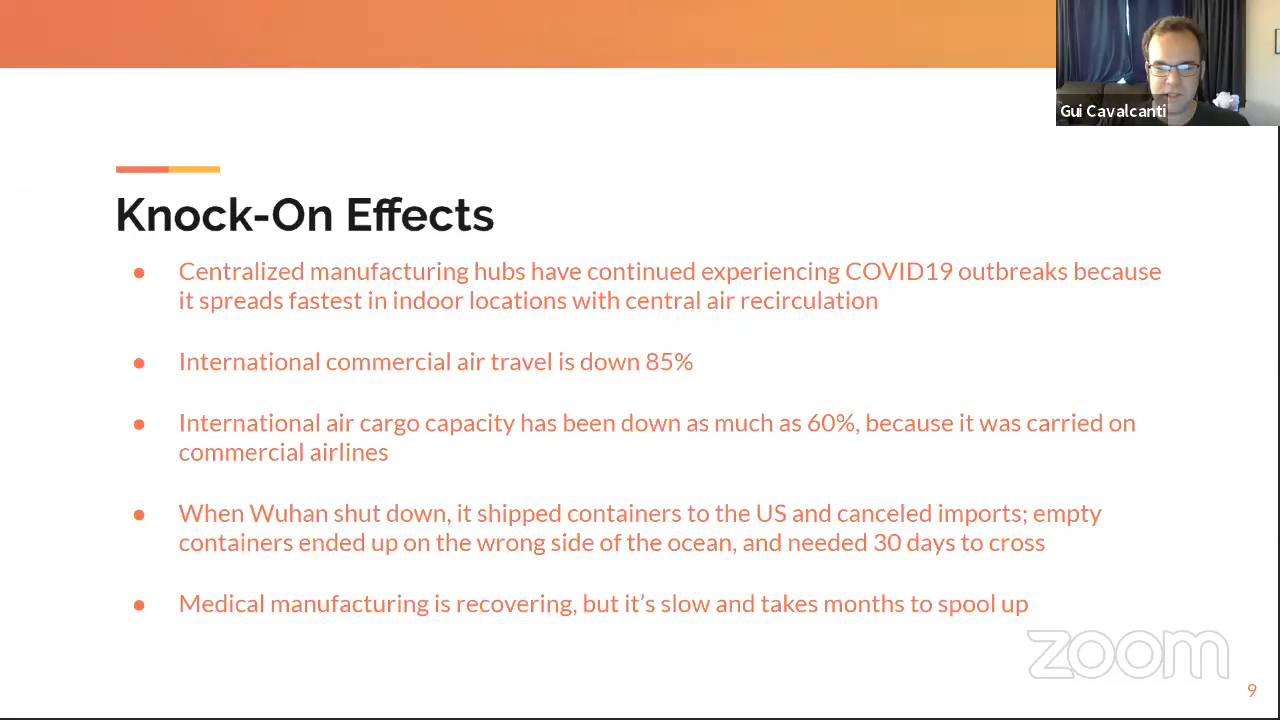 Gui Cavalcanti
Knock-On Effects
● Centralized manufacturing hubs have continued experiencing COVID19 outbreaks because
it spreads fastest in indoor locations with central air recirculation
● International commercial air travel is down 85%
● International air cargo capacity has been down as much as 60%, because it was carried on
commercial airlines
● When Wuhan shut down, it shipped containers to the US and canceled imports; empty
containers ended up on the wrong side of the ocean, and needed 30 days to cross
● Medical manufacturing is recovering, but it’s slow and takes months to spool up
zoom
9